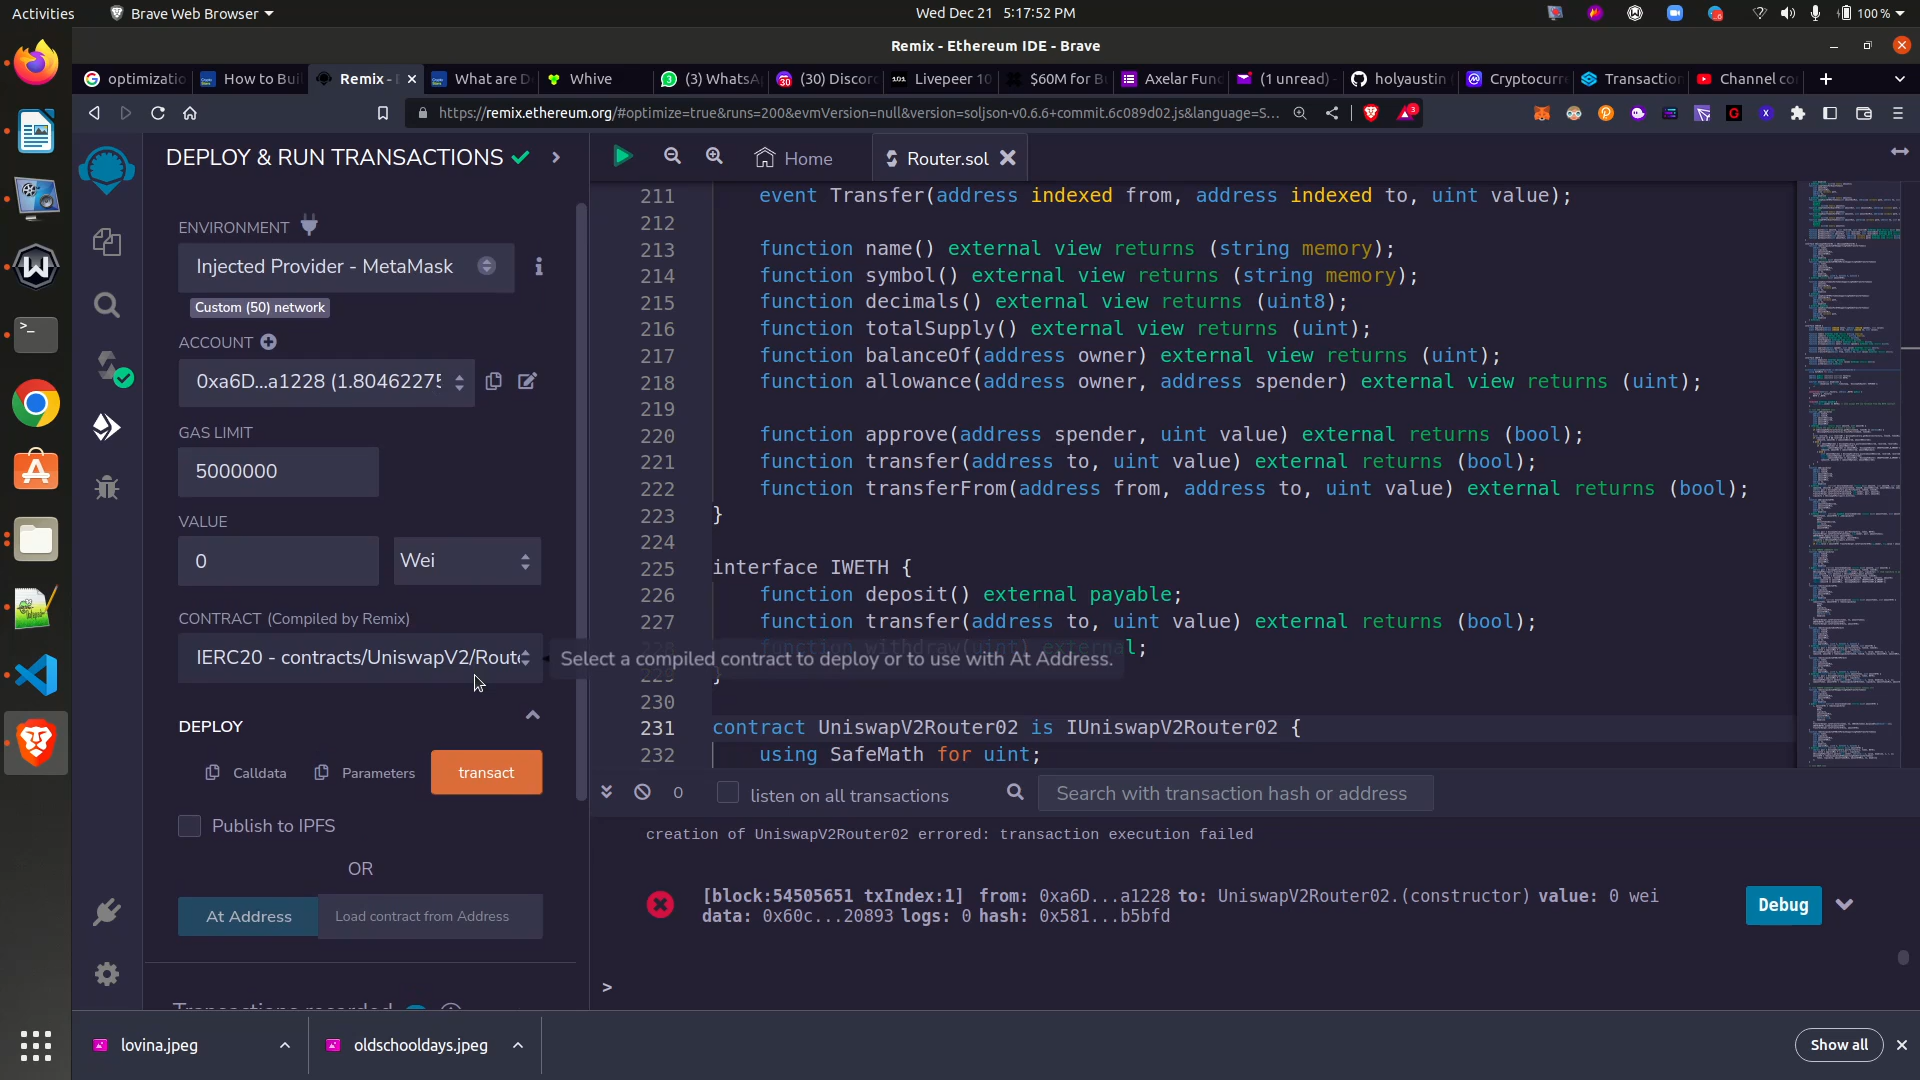 Activities
Brave Web Browser
Wed Dec 21 5:17:52 PM
100 %
Remix - Ethereum IDE - Brave
optimizatio
How to Bui
Remix -
What are D
Whive
(3) WhatsA
(30) Discor
Livepeer 10
$60M for B
Axelar Fun
(1 unread)
holyaustin
Cryptocurr
Transaction
Channel co
https://remix.ethereum.org/#optimize=true&runs=200&evmVersion=null&version=soljson-v0.6.6+commit.6c089d02.js&language=S...
DEPLOY & RUN TRANSACTIONS
Home
Router.sol
ENVIRONMENT
Injected Provider - MetaMask
Custom (50) network
ACCOUNT
0xa6D...a1228 (1.80462275
GAS LIMIT
5000000
VALUE
0
Wei
CONTRACT (Compiled by Remix)
IERC20 - contracts/UniswapV2/Route
Select a compiled contract to deploy or to use with At Address.
DEPLOY
Calldata
Parameters
transact
Publish to IPFS
OR
At Address
Load contract from Address
211 event Transfer(address indexed from, address indexed to, uint value);
212
213 function name() external view returns (string memory);
214 function symbol() external view returns (string memory);
215 function decimals() external view returns (uint8);
216 function totalSupply() external view returns (uint);
217 function balanceOf(address owner) external view returns (uint);
218 function allowance(address owner, address spender) external view returns (uint);
219
220 function approve(address spender, uint value) external returns (bool);
221 function transfer(address to, uint value) external returns (bool);
222 function transferFrom(address from, address to, uint value) external returns (bool);
223 }
224
225 interface IWETH {
226 function deposit() external payable;
227 function transfer(address to, uint value) external returns (bool);
228 function withdraw(uint) external;
229 }
230
231 contract UniswapV2Router02 is IUniswapV2Router02 {
232 using SafeMath for uint;
0
listen on all transactions
Search with transaction hash or address
creation of UniswapV2Router02 errored: transaction execution failed
[block:54505651 txIndex:1] from: 0xa6D...a1228 to: UniswapV2Router02.(constructor) value: 0 wei
data: 0x60c...20893 logs: 0 hash: 0x581...b5bfd
Debug
>
lovina.jpeg
oldschooldays.jpeg
Show all